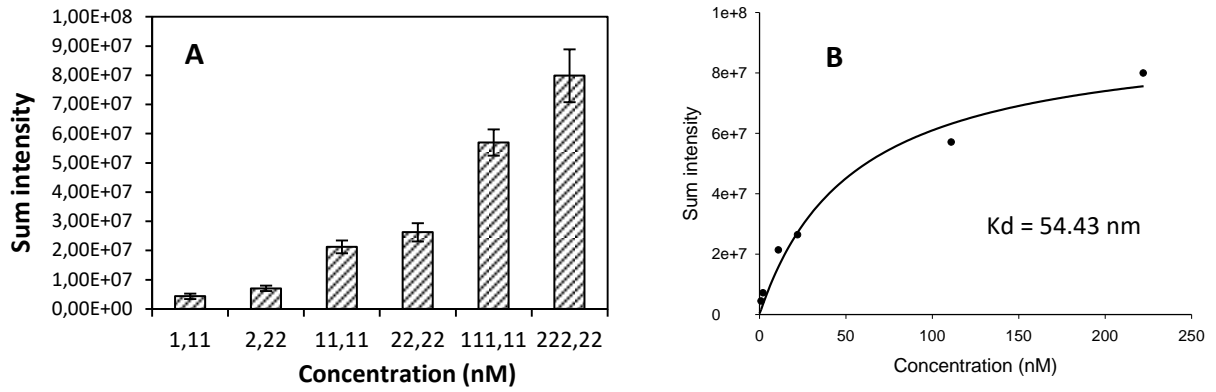 A
Sum intensity
1,00E+08
9,00E+07
8,00E+07
7,00E+07
6,00E+07
5,00E+07
4,00E+07
3,00E+07
2,00E+07
1,00E+07
0,00E+00
1,11 2,22 11,11 22,22 111,11 222,22
Concentration (nM)
B
Sum intensity
1e+8
8e+7
6e+7
4e+7
2e+7
0
Kd = 54.43 nm
0 50 100 150 200 250
Concentration (nM)